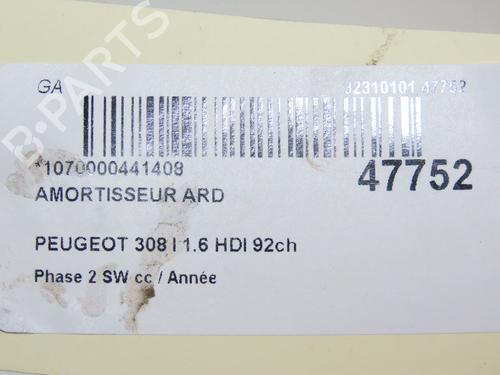 GA
32310101 47752
*1070000441408
47752
AMORTISSEUR ARD
PEUGEOT 308 I 1.6 HDI 92ch
Phase 2 SW cc / Année
B-PARTS